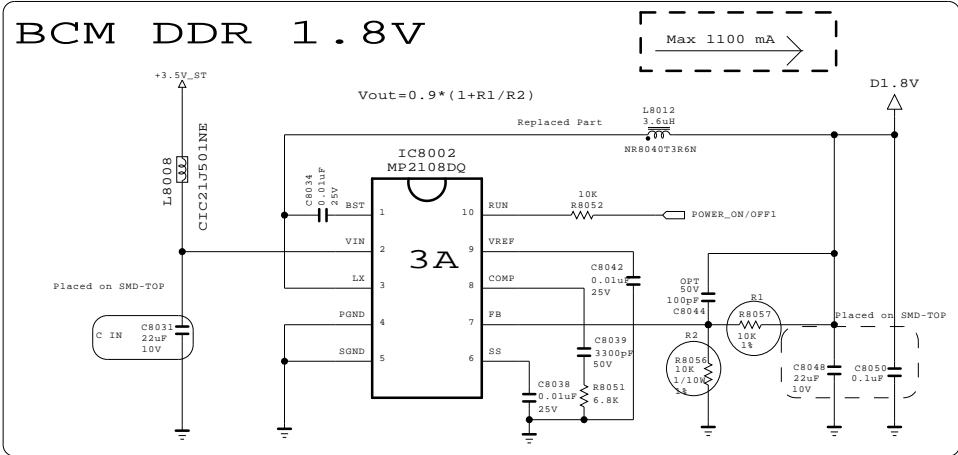 BCM DDR 1.8V
Max 1100 mA
+3.5V_ST
Vout=0.9*(1+R1/R2)
D1.8V
L8012
3.6uH
Replaced Part
NR8040T3R6N
L8008
CIC21J501NE
IC8002
MP2108DQ
C8034
0.01uF
25V
10K
R8052
BST
1
10
RUN
POWER_ON/OFF1
VIN
2
9
VREF
3A
LX
3
8
COMP
C8042
0.01uF
25V
OPT
50V
100pF
C8044
Placed on SMD-TOP
R1
R8057
10K
1%
Placed on SMD-TOP
PGND
4
7
FB
C IN
C8031
22uF
10V
R2
R8056
10K
1/10W
1%
C8039
3300pF
50V
SGND
5
6
SS
C8048
22uF
10V
C8050
0.1uF
C8038
0.01uF
25V
R8051
6.8K